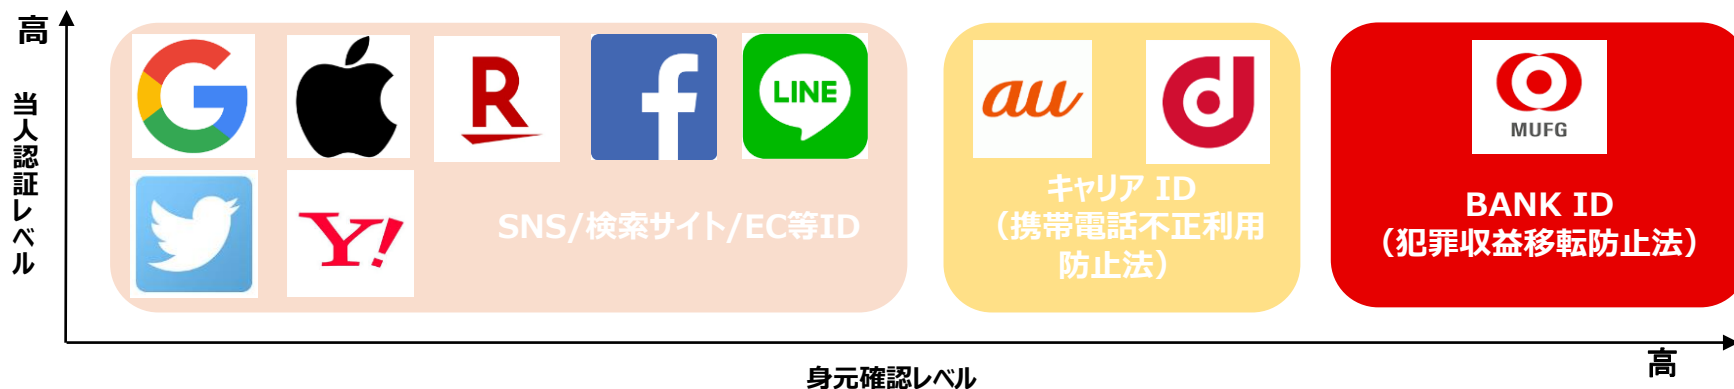 高
当人認証レベル
R
f
LINE
Y!
SNS/検索サイト/EC等ID
au
d
キャリア ID
（携帯電話不正利用
防止法）
MUFG
BANK ID
（犯罪収益移転防止法）
高
身元確認レベル